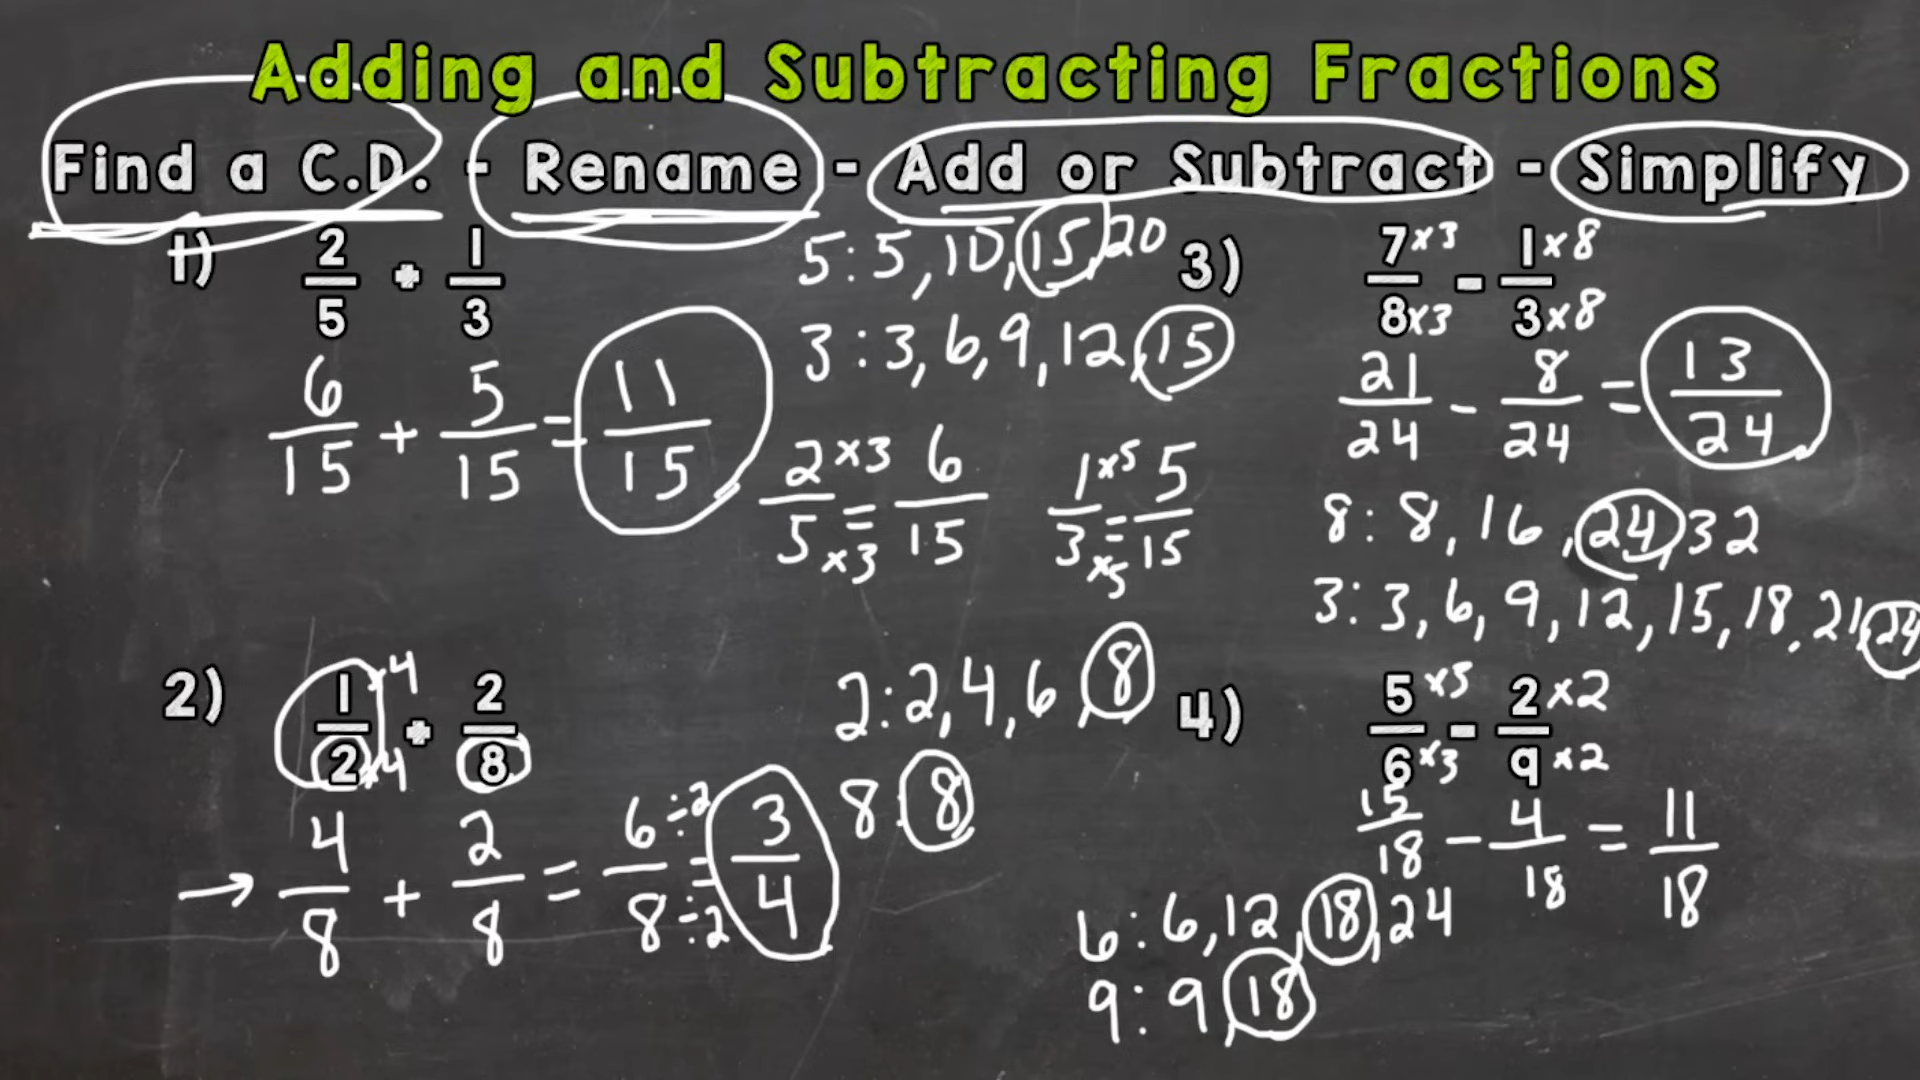 Adding and Subtracting Fractions
Find a C.D. - Rename - Add or Subtract - Simplify
1) 2/5 + 1/3
6/15 + 5/15 = 11/15
5: 5, 10, 15, 20
3: 3, 6, 9, 12, 15
2×3/5×3 = 6/15
1×5/3×5 = 5/15
2) 1×4/2×4 + 2/8
→ 4/8 + 2/8 = 6÷2/8÷2 = 3/4
2: 2, 4, 6, 8
8: 8
3) 7×3/8×3 - 1×8/3×8
21/24 - 8/24 = 13/24
8: 8, 16, 24, 32
3: 3, 6, 9, 12, 15, 18, 21, 24
4) 5×3/6×3 - 2×2/9×2
15/18 - 4/18 = 11/18
6: 6, 12, 18, 24
9: 9, 18